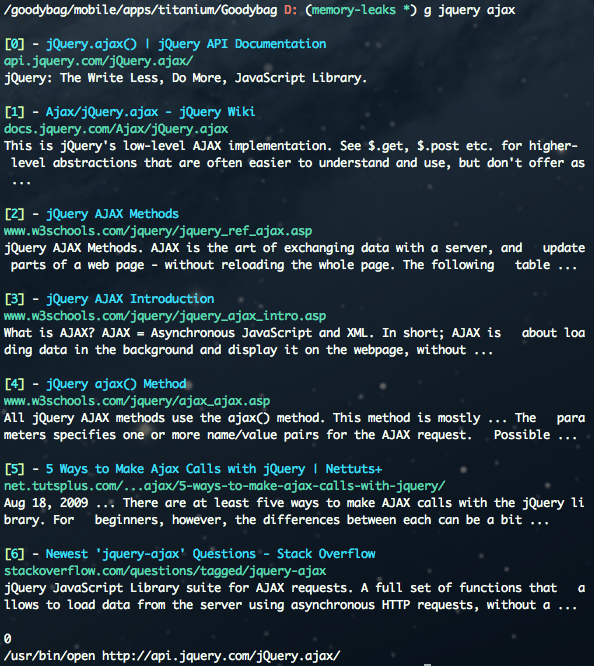 /goodybag/mobile/apps/titanium/Goodybag D: (memory-leaks *) g jquery ajax
[0] - jQuery.ajax() | jQuery API Documentation
api.jquery.com/jQuery.ajax/
jQuery: The Write Less, Do More, JavaScript Library.
[1] - Ajax/jQuery.ajax - jQuery Wiki
docs.jquery.com/Ajax/jQuery.ajax
This is jQuery's low-level AJAX implementation. See $.get, $.post etc. for higher-
level abstractions that are often easier to understand and use, but don't offer as
...
[2] - jQuery AJAX Methods
www.w3schools.com/jquery/jquery_ref_ajax.asp
jQuery AJAX Methods. AJAX is the art of exchanging data with a server, and   update
parts of a web page - without reloading the whole page. The following   table ...
[3] - jQuery AJAX Introduction
www.w3schools.com/jquery/jquery_ajax_intro.asp
What is AJAX? AJAX = Asynchronous JavaScript and XML. In short; AJAX is   about loa
ding data in the background and display it on the webpage, without ...
[4] - jQuery ajax() Method
www.w3schools.com/jquery/ajax_ajax.asp
All jQuery AJAX methods use the ajax() method. This method is mostly ... The   para
meters specifies one or more name/value pairs for the AJAX request.   Possible ...
[5] - 5 Ways to Make Ajax Calls with jQuery | Nettuts+
net.tutsplus.com/...ajax/5-ways-to-make-ajax-calls-with-jquery/
Aug 18, 2009 ... There are at least five ways to make AJAX calls with the jQuery li
brary. For   beginners, however, the differences between each can be a bit ...
[6] - Newest 'jquery-ajax' Questions - Stack Overflow
stackoverflow.com/questions/tagged/jquery-ajax
jQuery JavaScript Library suite for AJAX requests. A full set of functions that   a
llows to load data from the server using asynchronous HTTP requests, without a ...
0
/usr/bin/open http://api.jquery.com/jQuery.ajax/